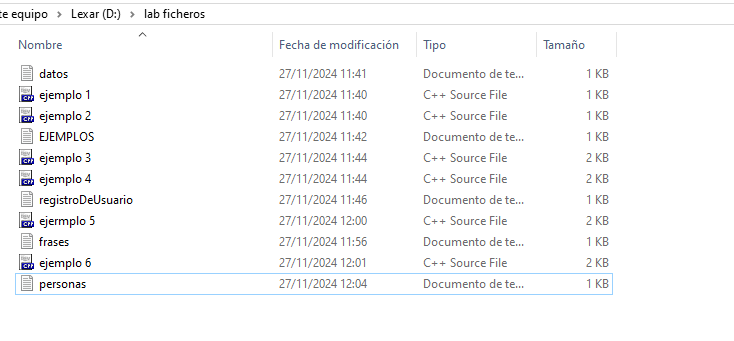 te equipo > Lexar (D:) > lab ficheros
Nombre Fecha de modificación Tipo Tamaño
datos 27/11/2024 11:41 Documento de te... 1 KB
ejemplo 1 27/11/2024 11:40 C++ Source File 1 KB
ejemplo 2 27/11/2024 11:40 C++ Source File 1 KB
EJEMPLOS 27/11/2024 11:42 Documento de te... 1 KB
ejemplo 3 27/11/2024 11:44 C++ Source File 2 KB
ejemplo 4 27/11/2024 11:44 C++ Source File 2 KB
registroDeUsuario 27/11/2024 11:46 Documento de te... 1 KB
ejermplo 5 27/11/2024 12:00 C++ Source File 2 KB
frases 27/11/2024 11:56 Documento de te... 1 KB
ejemplo 6 27/11/2024 12:01 C++ Source File 2 KB
personas 27/11/2024 12:04 Documento de te... 1 KB